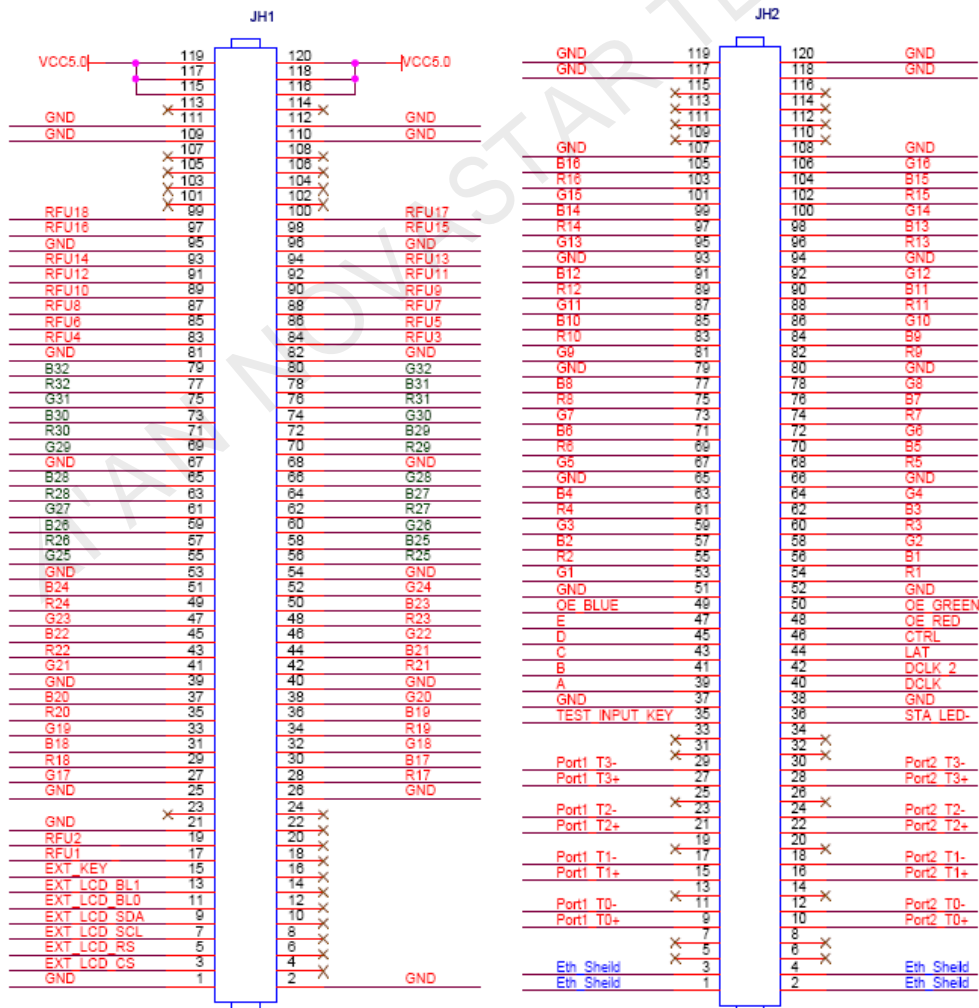 JH1
VCC5.0 119 120 VCC5.0
117 118
115 116
113 114
GND 111 112 GND
GND 109 110 GND
107 108
105 106
103 104
101 102
RFU18 99 100 RFU17
RFU16 97 98 RFU15
GND 95 96 GND
RFU14 93 94 RFU13
RFU12 91 92 RFU11
RFU10 89 90 RFU9
RFU8 87 88 RFU7
RFU6 85 86 RFU5
RFU4 83 84 RFU3
GND 81 82 GND
B32 79 80 G32
R32 77 78 B31
G31 75 76 R31
B30 73 74 G30
R30 71 72 B29
G29 69 70 R29
GND 67 68 GND
B28 65 66 G28
R28 63 64 B27
G27 61 62 R27
B26 59 60 G26
R26 57 58 B25
G25 55 56 R25
GND 53 54 GND
B24 51 52 G24
R24 49 50 B23
G23 47 48 R23
B22 45 46 G22
R22 43 44 B21
G21 41 42 R21
GND 39 40 GND
B20 37 38 G20
R20 35 36 B19
G19 33 34 R19
B18 31 32 G18
R18 29 30 B17
G17 27 28 R17
GND 25 26 GND
23 24
GND 21 22
RFU2 19 20
RFU1 17 18
EXT_KEY 15 16
EXT_LCD_BL1 13 14
EXT_LCD_BL0 11 12
EXT_LCD_SDA 9 10
EXT_LCD_SCL 7 8
EXT_LCD_RS 5 6
EXT_LCD_CS 3 4
GND 1 2 GND
JH2
GND 119 120 GND
GND 117 118 GND
115 116
113 114
111 112
109 110
GND 107 108 GND
B16 105 106 G16
R16 103 104 B15
G15 101 102 R15
B14 99 100 G14
R14 97 98 B13
G13 95 96 R13
GND 93 94 GND
B12 91 92 G12
R12 89 90 B11
G11 87 88 R11
B10 85 86 G10
R10 83 84 B9
G9 81 82 R9
GND 79 80 GND
B8 77 78 G8
R8 75 76 B7
G7 73 74 R7
B6 71 72 G6
R6 69 70 B5
G5 67 68 R5
GND 65 66 GND
B4 63 64 G4
R4 61 62 B3
G3 59 60 R3
B2 57 58 G2
R2 55 56 B1
G1 53 54 R1
GND 51 52 GND
OE_BLUE 49 50 OE_GREEN
E 47 48 OE_RED
D 45 46 CTRL
C 43 44 LAT
B 41 42 DCLK_2
A 39 40 DCLK
GND 37 38 GND
TEST_INPUT_KEY 35 36 STA_LED-
33 34
31 32
Port1_T3- 29 30 Port2_T3-
Port1_T3+ 27 28 Port2_T3+
25 26
Port1_T2- 23 24 Port2_T2-
Port1_T2+ 21 22 Port2_T2+
19 20
Port1_T1- 17 18 Port2_T1-
Port1_T1+ 15 16 Port2_T1+
13 14
Port1_T0- 11 12 Port2_T0-
Port1_T0+ 9 10 Port2_T0+
7 8
5 6
Eth_Sheild 3 4 Eth_Sheild
Eth_Sheild 1 2 Eth_Sheild
NOVASTAR